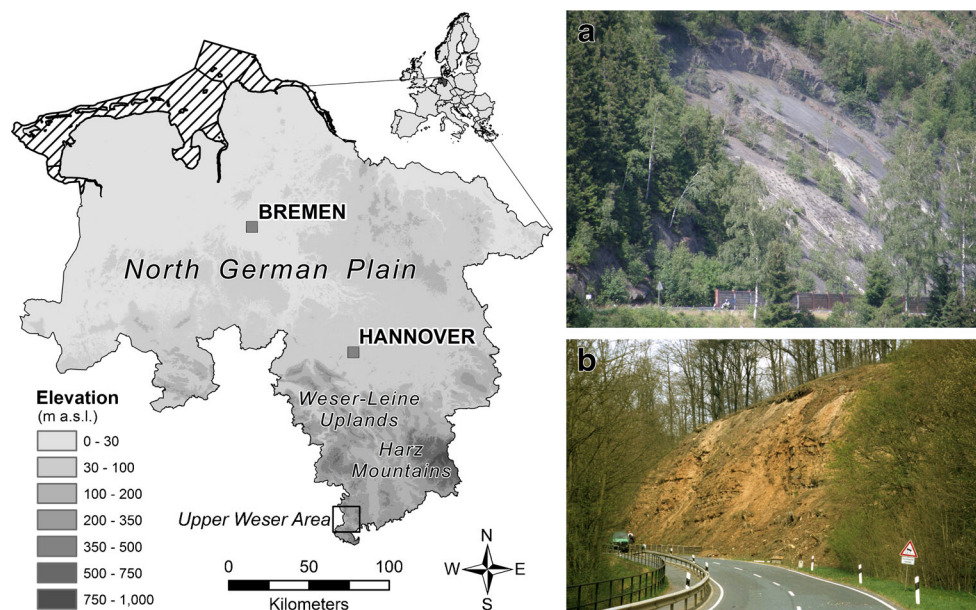 BREMEN
North German Plain
HANNOVER
Weser-Leine
Uplands
Harz
Mountains
Upper Weser Area
Elevation
(m a.s.l.)
0 - 30
30 - 100
100 - 200
200 - 350
350 - 500
500 - 750
750 - 1,000
0 25 50 100
Kilometers
N
W E
S
a
b